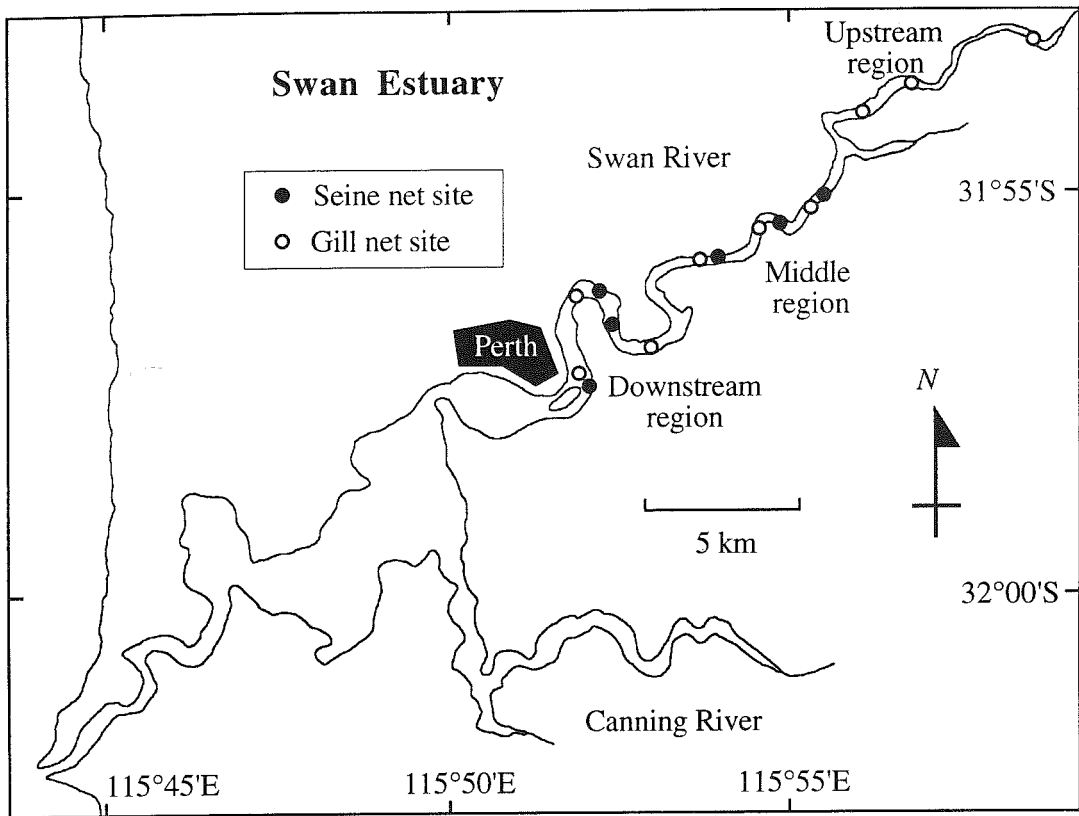 Upstream
region
Swan Estuary
Swan River
Seine net site
Gill net site
31°55'S
Middle
region
Perth
Downstream
region
N
5 km
32°00'S
Canning River
115°45'E
115°50'E
115°55'E